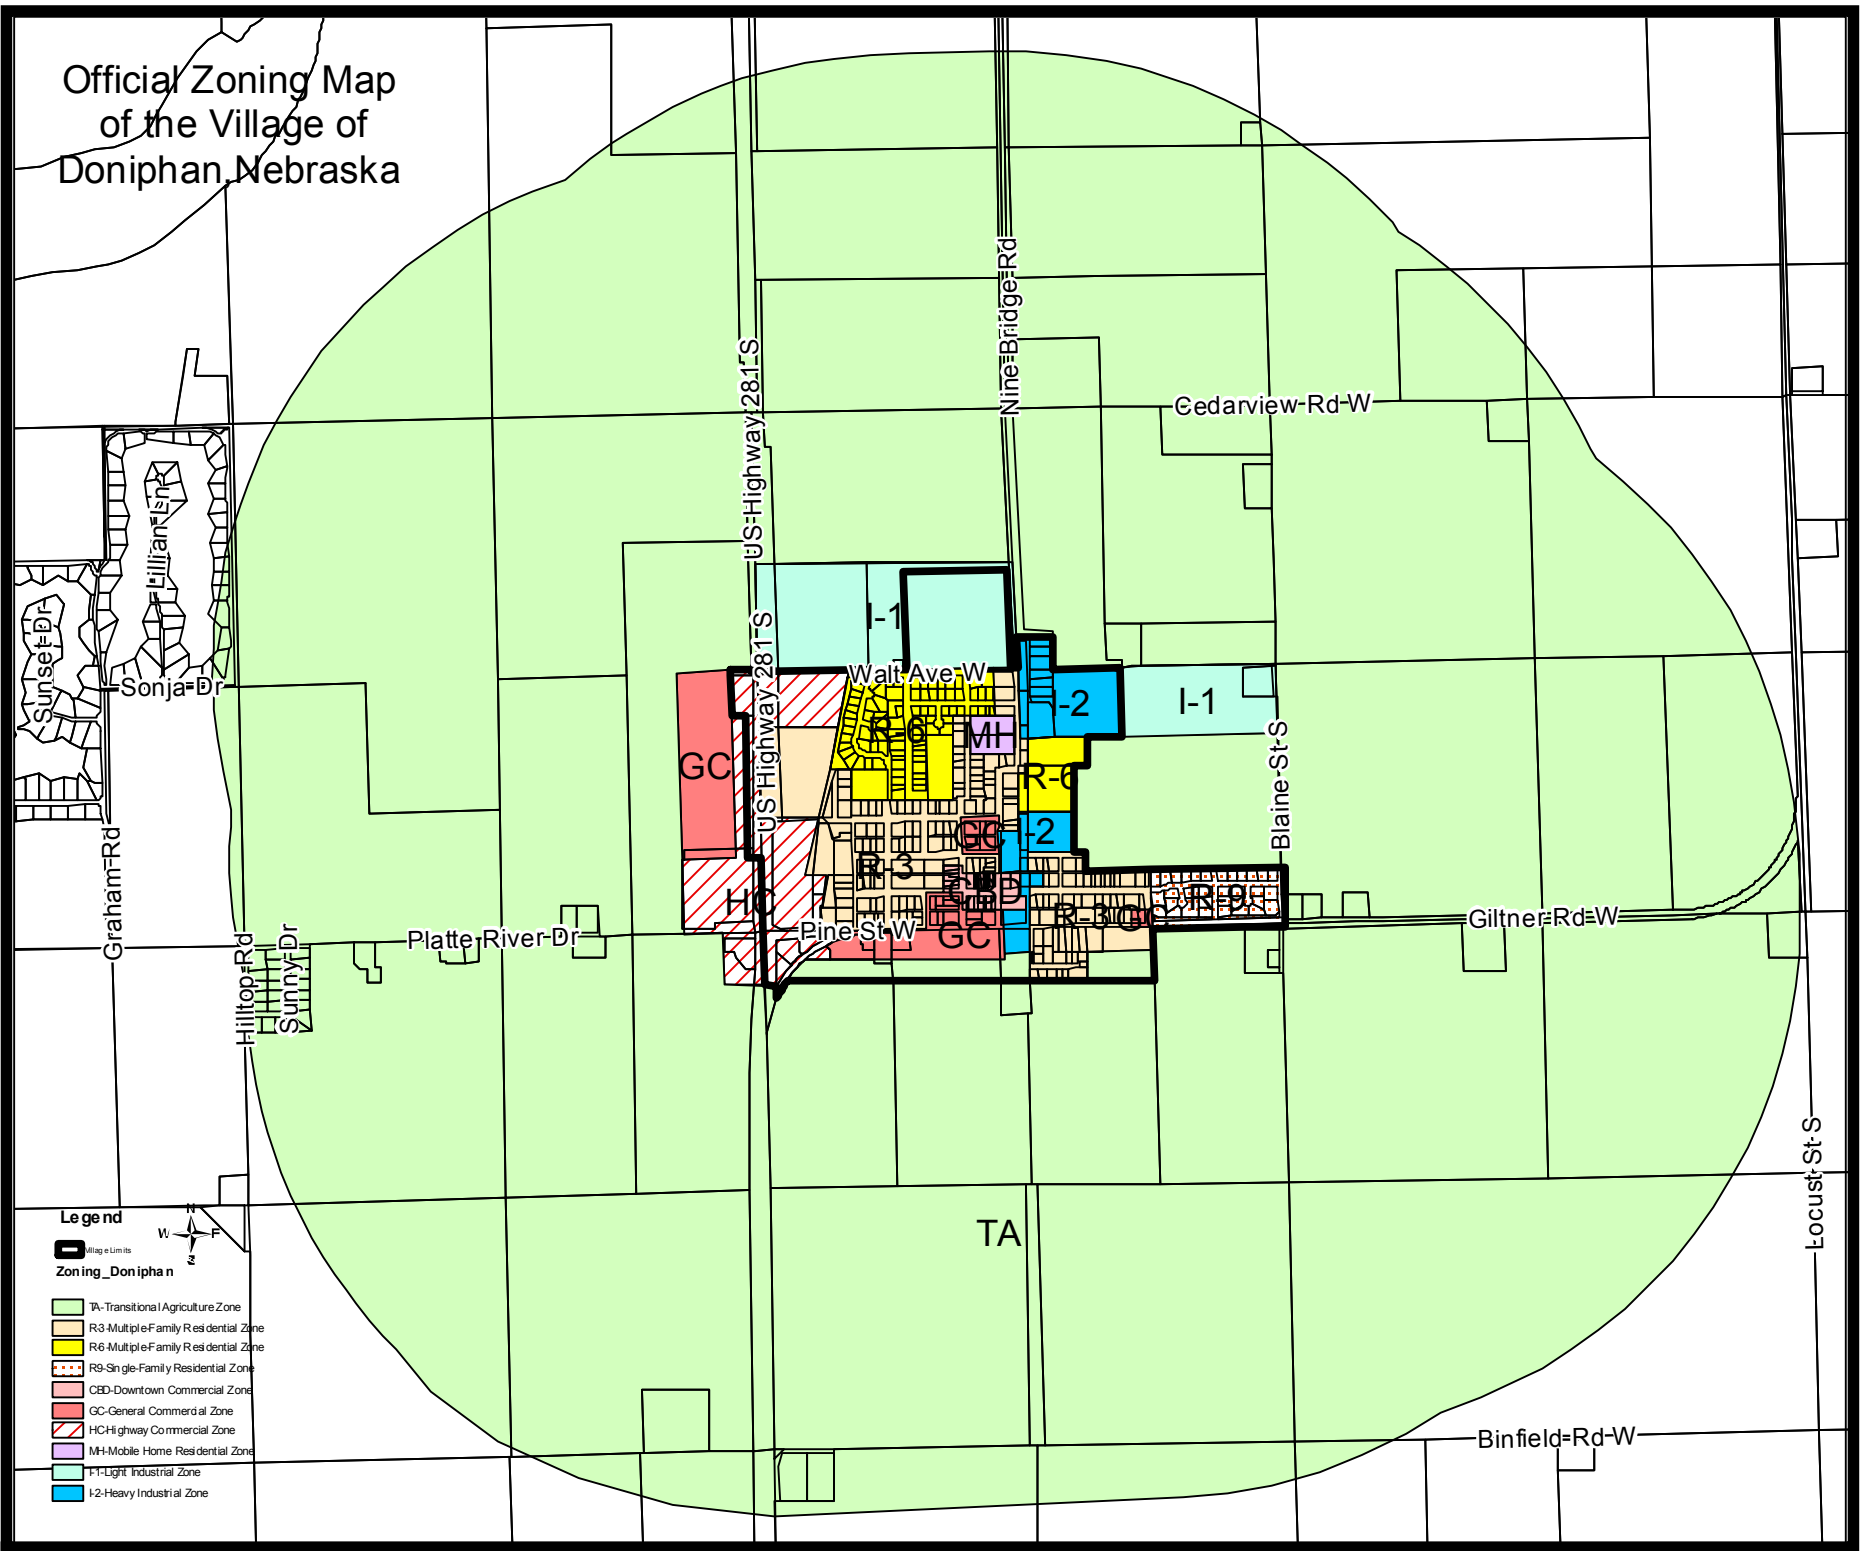 Official Zoning Map
of the Village of
Doniphan,Nebraska
Nine Bridge Rd
US Highway 281 S
Cedarview Rd W
Lillian Ln
Sunset Dr
Sonja Dr
US Highway 281 S
I-1
Walt Ave W
I-2
I-1
R-6
MH
GC
R-6
Blaine St S
GC
I-2
R-3
HC
CBD
R-3
R-9
Graham Rd
Pine St W
GC
Giltner Rd W
Platte River Dr
Hilltop Rd
Sunny Dr
Locust St S
TA
Binfield Rd W
Legend
N
W
E
S
Village Limits
Zoning_Doniphan
TA-Transitional Agriculture Zone
R3-Multiple-Family Residential Zone
R6-Multiple-Family Residential Zone
R9-Single-Family Residential Zone
CBD-Downtown Commercial Zone
GC-General Commercial Zone
HC-Highway Commercial Zone
MH-Mobile Home Residential Zone
I-1-Light Industrial Zone
I-2-Heavy Industrial Zone